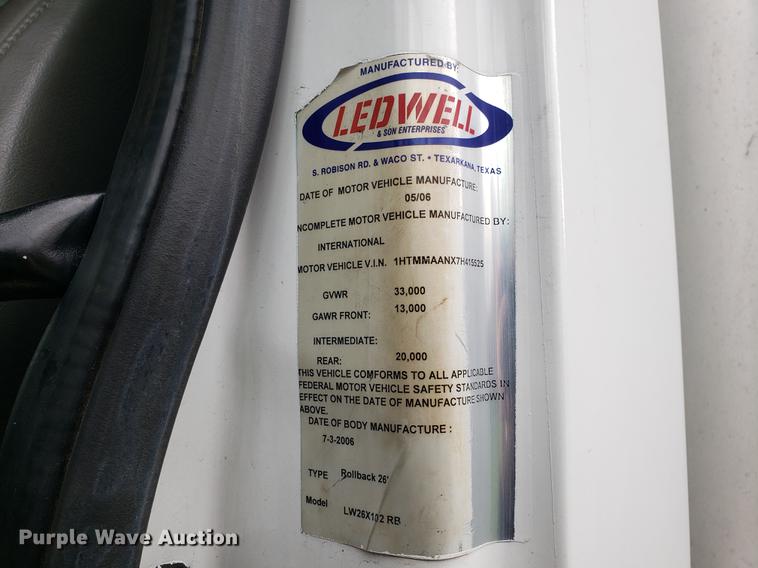 MANUFACTURED BY:
LEDWELL
& SON ENTERPRISES
S. ROBISON RD. & WACO ST. • TEXARKANA, TEXAS
DATE OF MOTOR VEHICLE MANUFACTURE:
05/06
INCOMPLETE MOTOR VEHICLE MANUFACTURED BY:
INTERNATIONAL
MOTOR VEHICLE V.I.N. 1HTMMAANX7H415525
GVWR 33,000
GAWR FRONT: 13,000
INTERMEDIATE:
REAR: 20,000
THIS VEHICLE CONFORMS TO ALL APPLICABLE
FEDERAL MOTOR VEHICLE SAFETY STANDARDS IN
EFFECT ON THE DATE OF MANUFACTURE SHOWN
ABOVE.
DATE OF BODY MANUFACTURE :
7-3-2006
TYPE Rollback 26'
Model LW26X102 RB
Purple Wave Auction